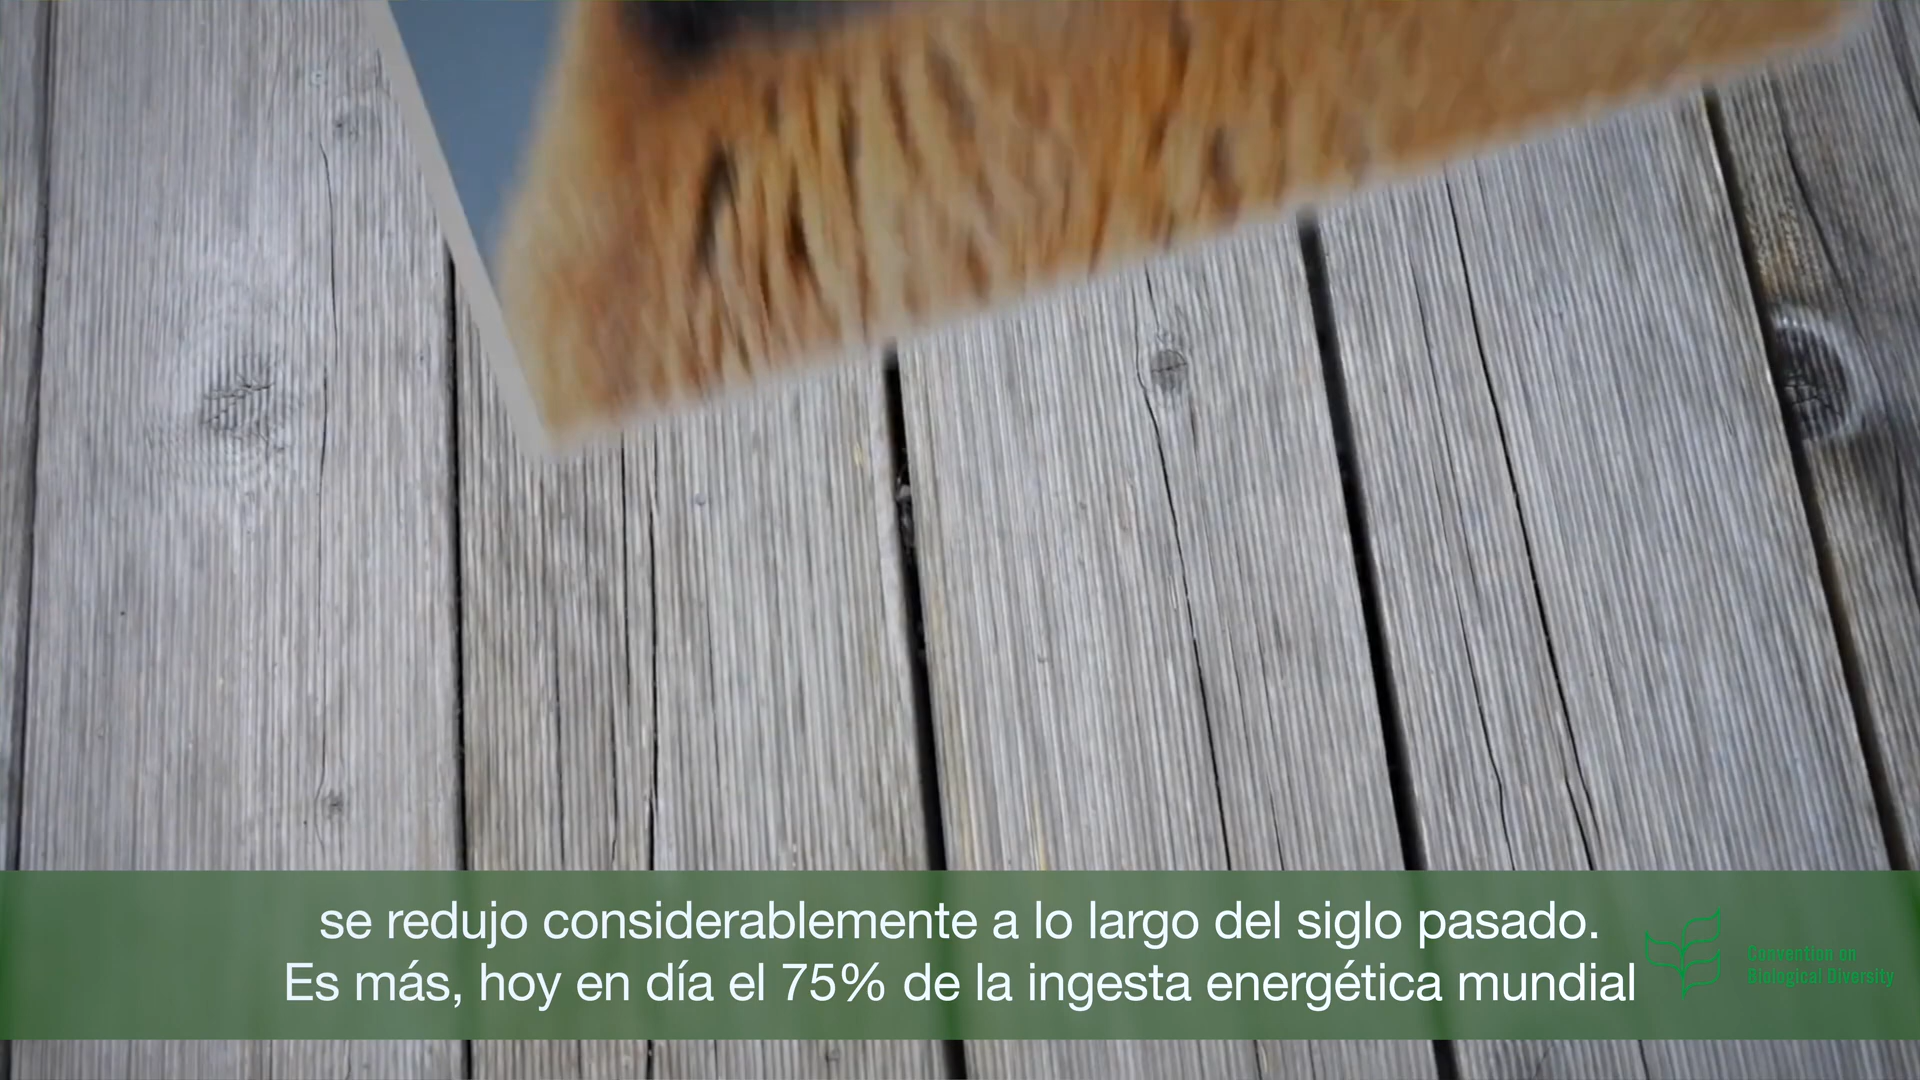 se redujo considerablemente a lo largo del siglo pasado.
Es más, hoy en día el 75% de la ingesta energética mundial
Convention on
Biological Diversity